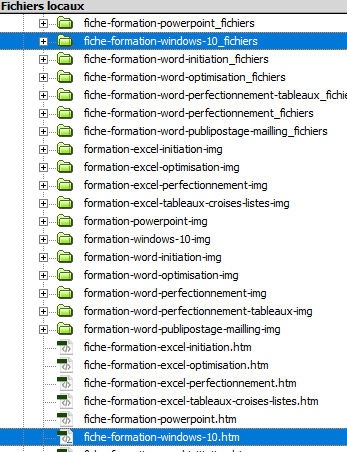 Fichiers locaux
fiche-formation-powerpoint_fichiers
fiche-formation-windows-10_fichiers
fiche-formation-word-initiation_fichiers
fiche-formation-word-optimisation_fichiers
fiche-formation-word-perfectionnement-tableaux_fichie
fiche-formation-word-perfectionnement_fichiers
fiche-formation-word-publipostage-mailling_fichiers
formation-excel-initiation-img
formation-excel-optimisation-img
formation-excel-perfectionnement-img
formation-excel-tableaux-croises-listes-img
formation-powerpoint-img
formation-windows-10-img
formation-word-initiation-img
formation-word-optimisation-img
formation-word-perfectionnement-img
formation-word-perfectionnement-tableaux-img
formation-word-publipostage-mailling-img
fiche-formation-excel-initiation.htm
fiche-formation-excel-optimisation.htm
fiche-formation-excel-perfectionnement.htm
fiche-formation-excel-tableaux-croises-listes.htm
fiche-formation-powerpoint.htm
fiche-formation-windows-10.htm